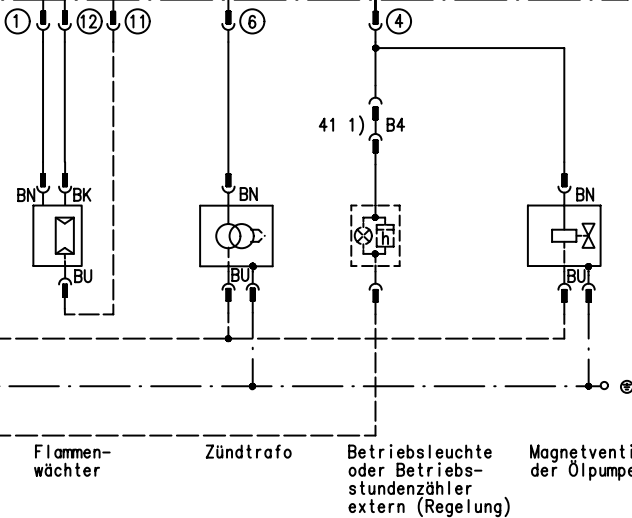 1 12 11 6 4
41 1) B4
BN BK BN BN
h
BU BU BU
Flammen-
wächter
Zündtrafo
Betriebsleuchte
oder Betriebs-
stundenzähler
extern (Regelung)
Magnetventi
der Ölpumpe